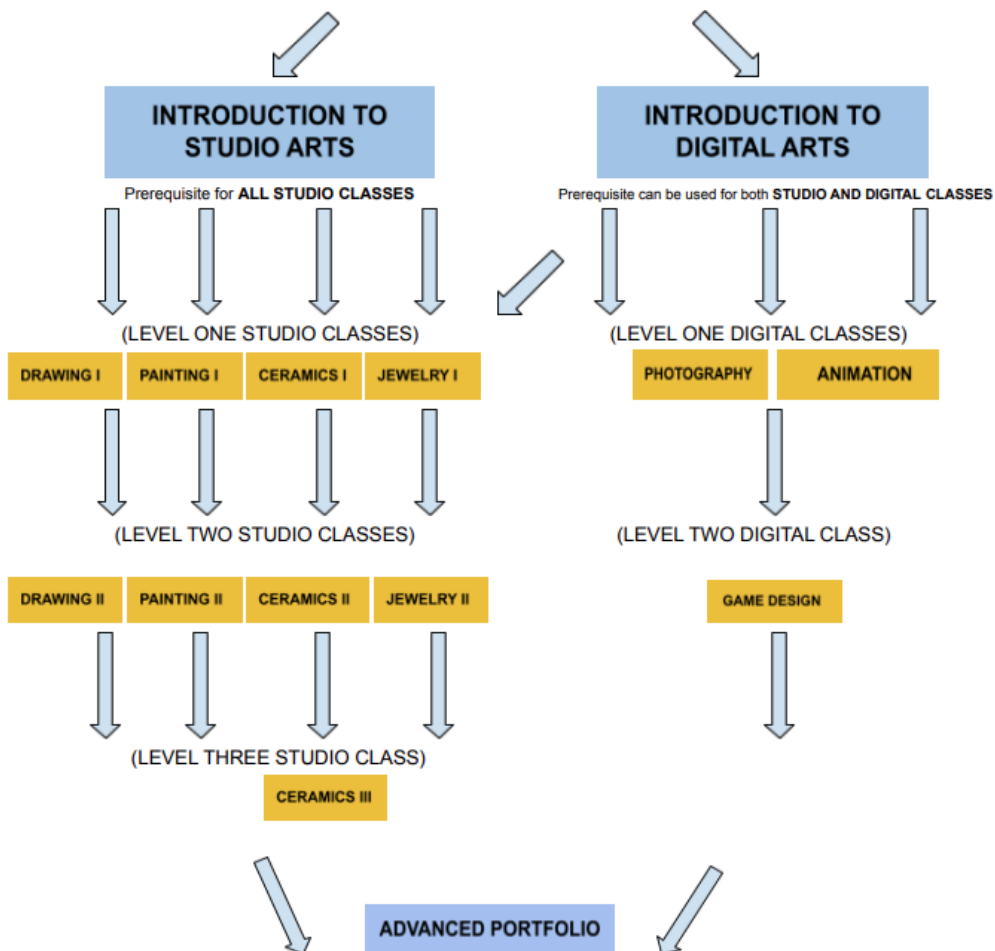 INTRODUCTION TO
STUDIO ARTS
Prerequisite for ALL STUDIO CLASSES
INTRODUCTION TO
DIGITAL ARTS
Prerequisite can be used for both STUDIO AND DIGITAL CLASSES
(LEVEL ONE STUDIO CLASSES)
DRAWING I
PAINTING I
CERAMICS I
JEWELRY I
(LEVEL ONE DIGITAL CLASSES)
PHOTOGRAPHY
ANIMATION
(LEVEL TWO STUDIO CLASSES)
DRAWING II
PAINTING II
CERAMICS II
JEWELRY II
(LEVEL TWO DIGITAL CLASS)
GAME DESIGN
(LEVEL THREE STUDIO CLASS)
CERAMICS III
ADVANCED PORTFOLIO